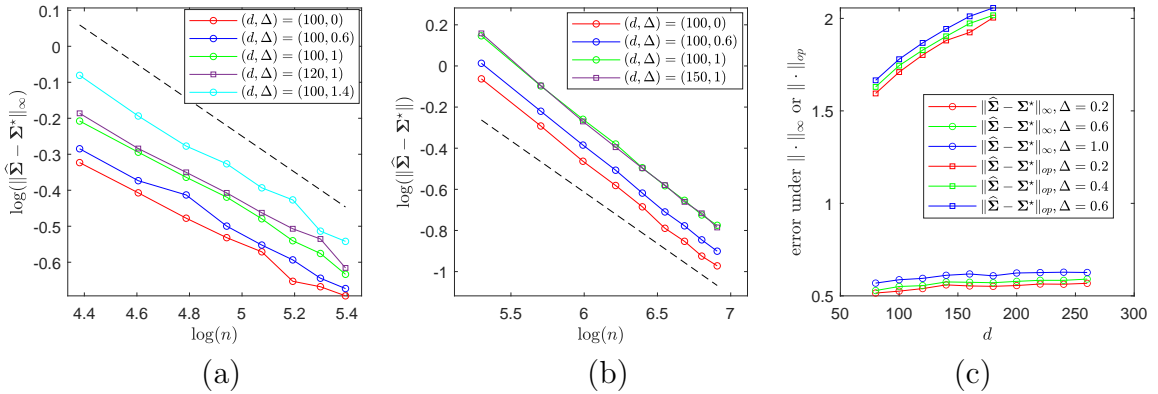 log(‖Σ̂ − Σ*‖∞)
0.1
0
-0.1
-0.2
-0.3
-0.4
-0.5
-0.6
4.4 4.6 4.8 5 5.2 5.4
log(n)
(d, Δ) = (100, 0)
(d, Δ) = (100, 0.6)
(d, Δ) = (100, 1)
(d, Δ) = (120, 1)
(d, Δ) = (100, 1.4)
(a)
log(‖Σ̂ − Σ*‖)
0.2
0
-0.2
-0.4
-0.6
-0.8
-1
5.5 6 6.5 7
log(n)
(d, Δ) = (100, 0)
(d, Δ) = (100, 0.6)
(d, Δ) = (100, 1)
(d, Δ) = (150, 1)
(b)
error under ‖ · ‖∞ or ‖ · ‖op
2
1.5
1
0.5
50 100 150 200 250 300
d
‖Σ̂ − Σ*‖∞, Δ = 0.2
‖Σ̂ − Σ*‖∞, Δ = 0.6
‖Σ̂ − Σ*‖∞, Δ = 1.0
‖Σ̂ − Σ*‖op, Δ = 0.2
‖Σ̂ − Σ*‖op, Δ = 0.4
‖Σ̂ − Σ*‖op, Δ = 0.6
(c)